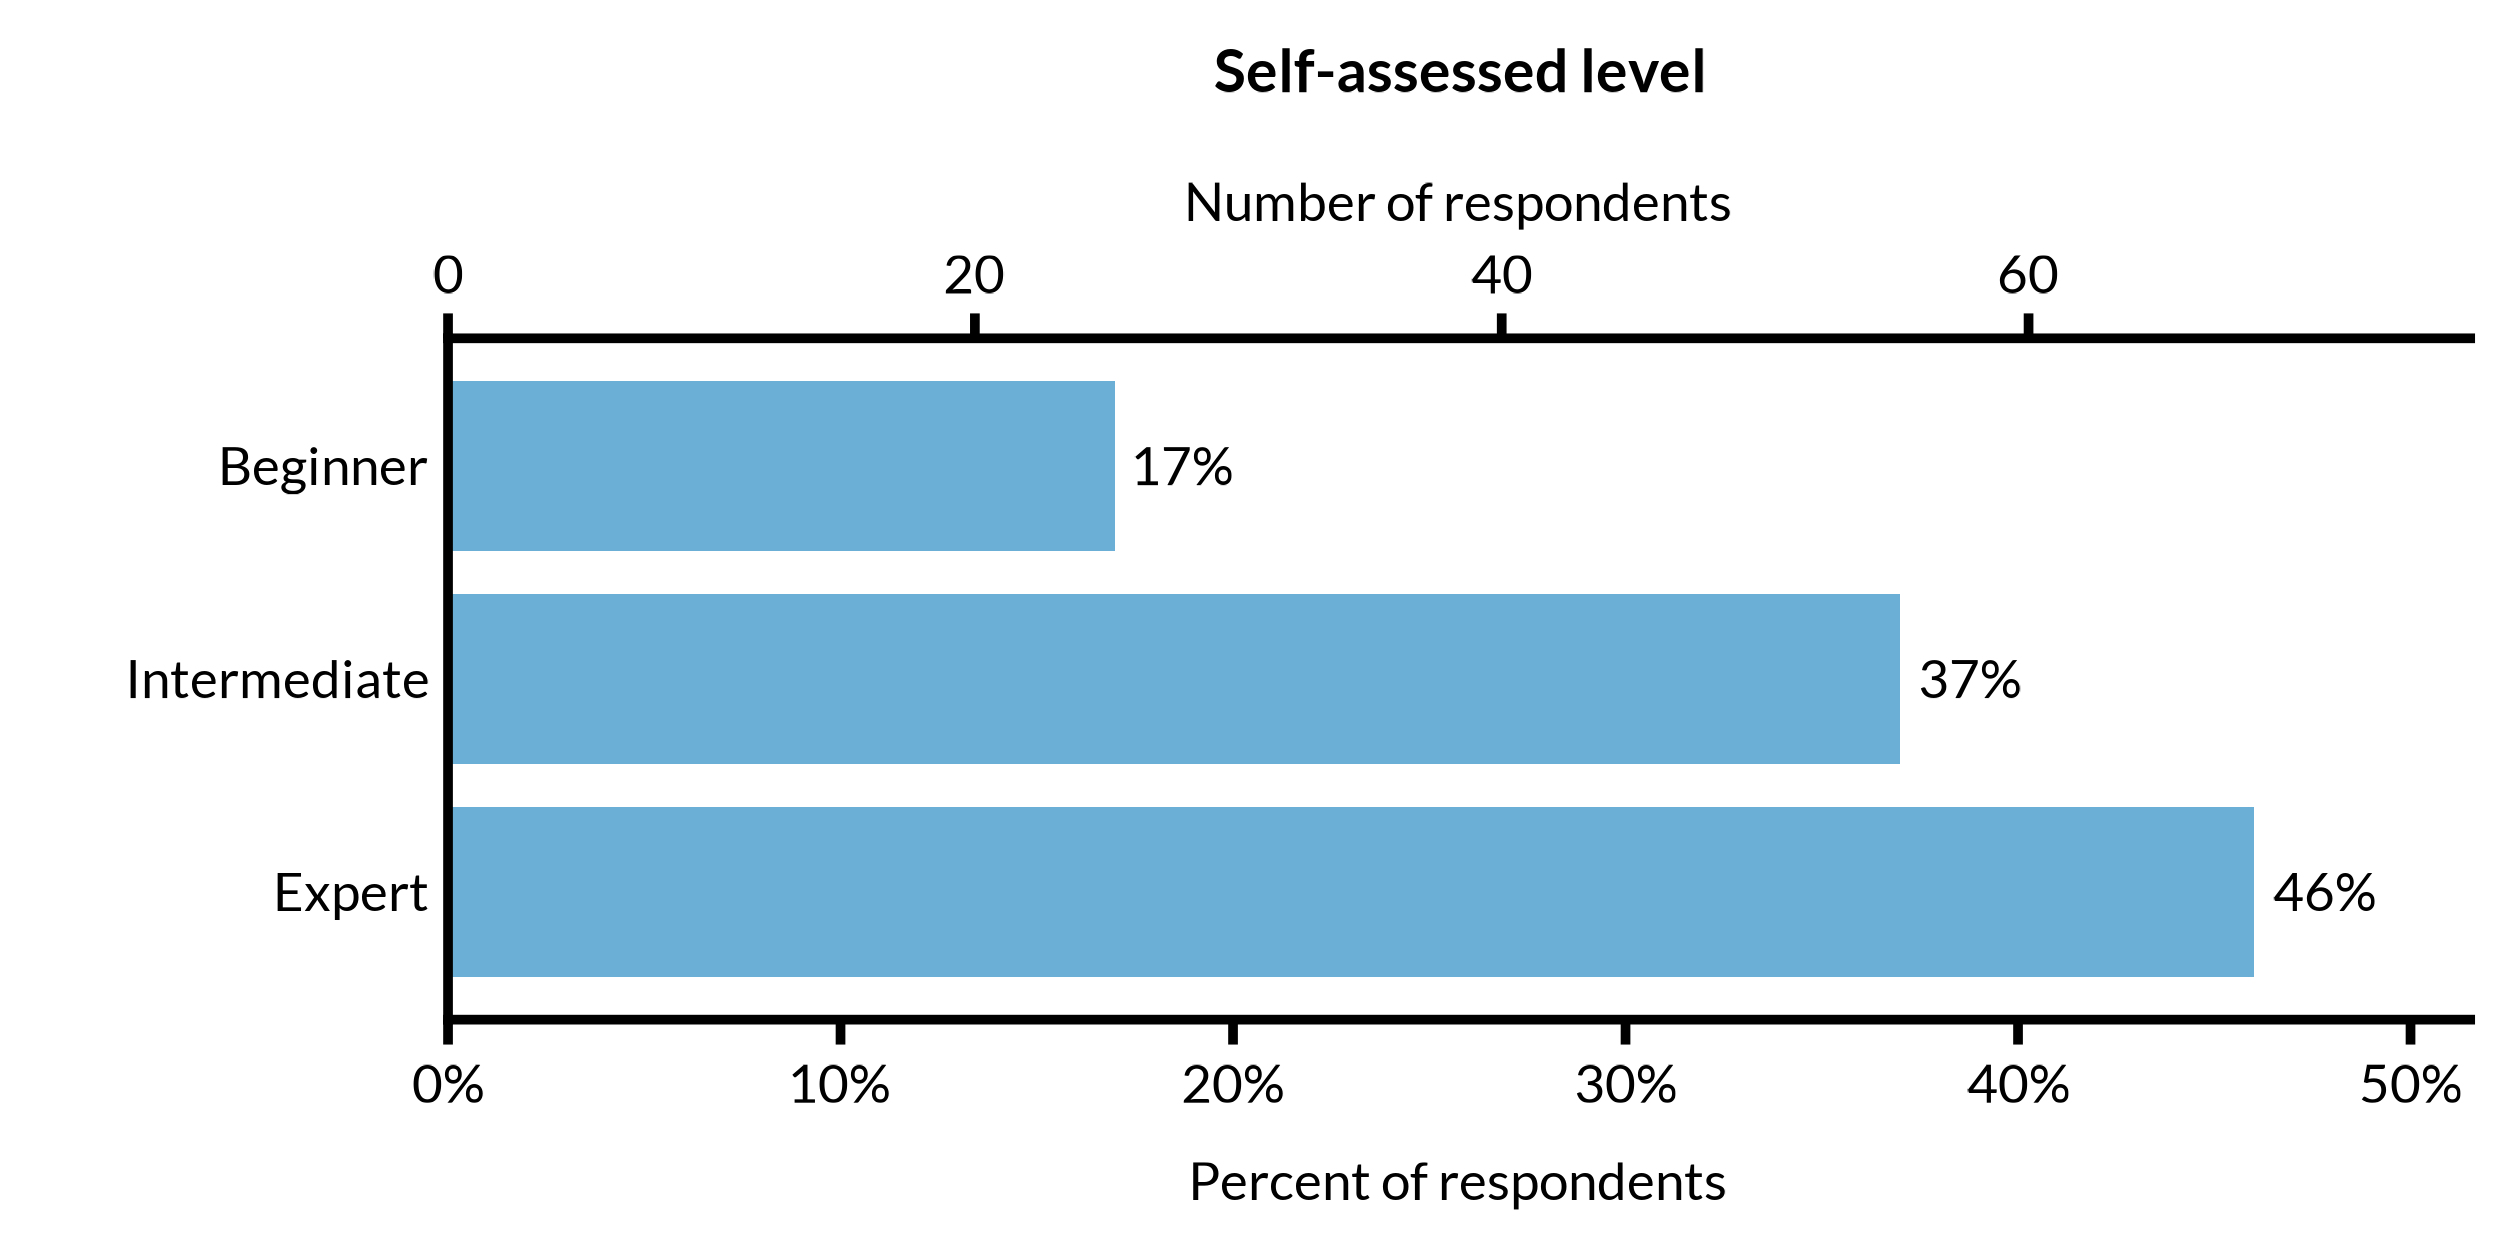 Self-assessed level
Number of respondents
0 20 40 60
Beginner 17%
Intermediate 37%
Expert 46%
0% 10% 20% 30% 40% 50%
Percent of respondents